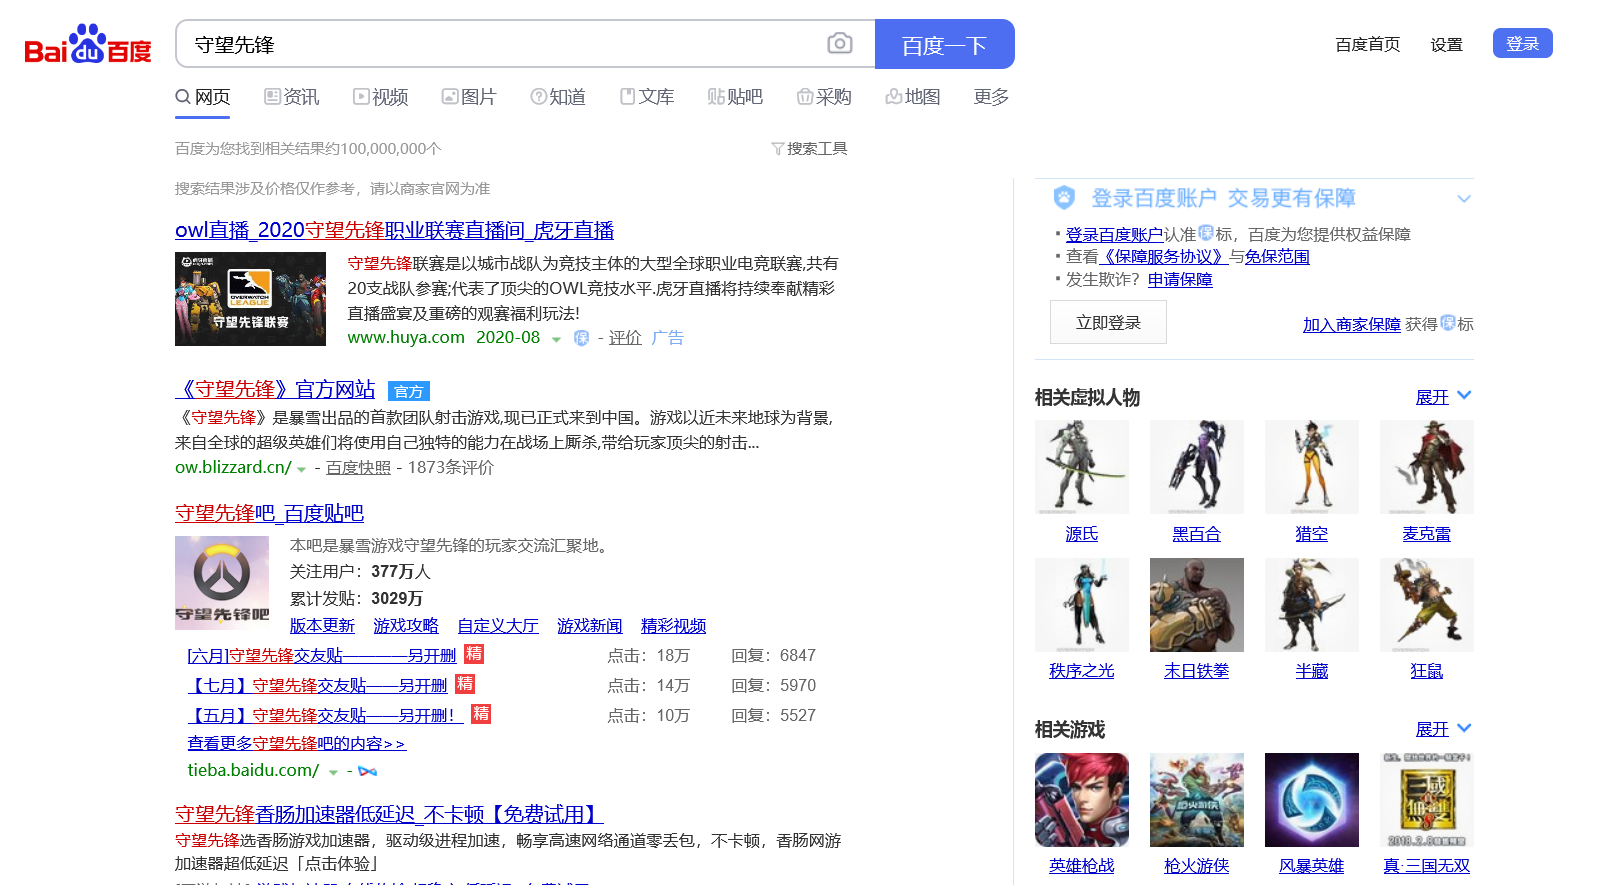 Bai du 百度
守望先锋
百度一下
百度首页 设置 登录
网页 资讯 视频 图片 知道 文库 贴吧 采购 地图 更多
百度为您找到相关结果约100,000,000个
搜索工具
搜索结果涉及价格仅作参考，请以商家官网为准
owl直播_2020守望先锋职业联赛直播间_虎牙直播
OVERWATCH
LEAGUE
守望先锋联赛
守望先锋联赛是以城市战队为竞技主体的大型全球职业电竞联赛,共有
20支战队参赛;代表了顶尖的OWL竞技水平.虎牙直播将持续奉献精彩
直播盛宴及重磅的观赛福利玩法!
www.huya.com 2020-08 保 - 评价 广告
《守望先锋》官方网站 官方
《守望先锋》是暴雪出品的首款团队射击游戏,现已正式来到中国。游戏以近未来地球为背景,
来自全球的超级英雄们将使用自己独特的能力在战场上厮杀,带给玩家顶尖的射击...
ow.blizzard.cn/ - 百度快照 - 1873条评价
守望先锋吧_百度贴吧
守望先锋吧
本吧是暴雪游戏守望先锋的玩家交流汇聚地。
关注用户：377万人
累计发贴：3029万
版本更新 游戏攻略 自定义大厅 游戏新闻 精彩视频
[六月]守望先锋交友贴————另开删 精 点击：18万 回复：6847
【七月】守望先锋交友贴——另开删 精 点击：14万 回复：5970
【五月】守望先锋交友贴——另开删！ 精 点击：10万 回复：5527
查看更多守望先锋吧的内容>>
tieba.baidu.com/ -
守望先锋香肠加速器低延迟_不卡顿【免费试用】
守望先锋选香肠游戏加速器，驱动级进程加速，畅享高速网络通道零丢包，不卡顿，香肠网游
加速器超低延迟「点击体验」
登录百度账户 交易更有保障
登录百度账户认准保标，百度为您提供权益保障
查看《保障服务协议》与免保范围
发生欺诈？申请保障
立即登录
加入商家保障 获得保标
相关虚拟人物 展开
源氏 黑百合 猎空 麦克雷
秩序之光 末日铁拳 半藏 狂鼠
相关游戏 展开
枪火游侠
2018.2.8
英雄枪战 枪火游侠 风暴英雄 真·三国无双